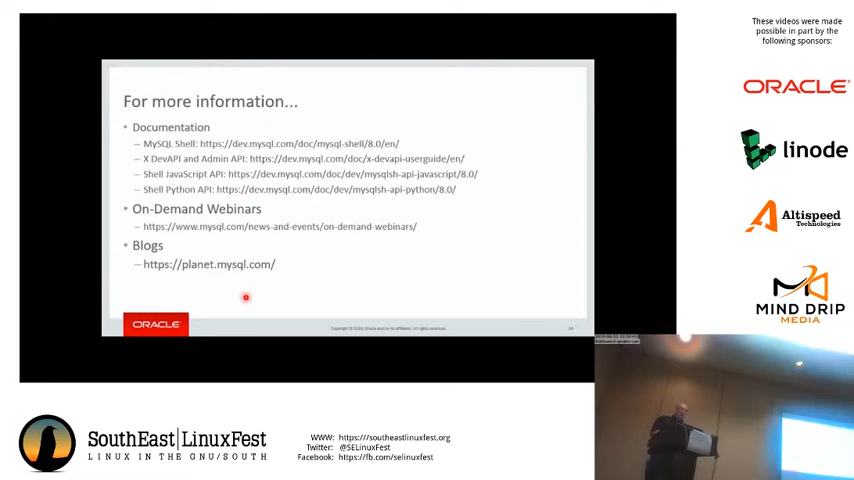 These videos were made
possible in part by the
following sponsors:
ORACLE
linode
Altispeed
Technologies
MIND DRIP
MEDIA
For more information...
• Documentation
– MySQL Shell: https://dev.mysql.com/doc/mysql-shell/8.0/en/
– X DevAPI and Admin API: https://dev.mysql.com/doc/x-devapi-userguide/en/
– Shell JavaScript API: https://dev.mysql.com/doc/dev/mysqlsh-api-javascript/8.0/
– Shell Python API: https://dev.mysql.com/doc/dev/mysqlsh-api-python/8.0/
• On-Demand Webinars
– https://www.mysql.com/news-and-events/on-demand-webinars/
• Blogs
–https://planet.mysql.com/
ORACLE
SouthEast|LinuxFest
LINUX IN THE GNU/SOUTH
WWW: https:///southeastlinuxfest.org
Twitter: @SELinuxFest
Facebook: https://fb.com/selinuxfest